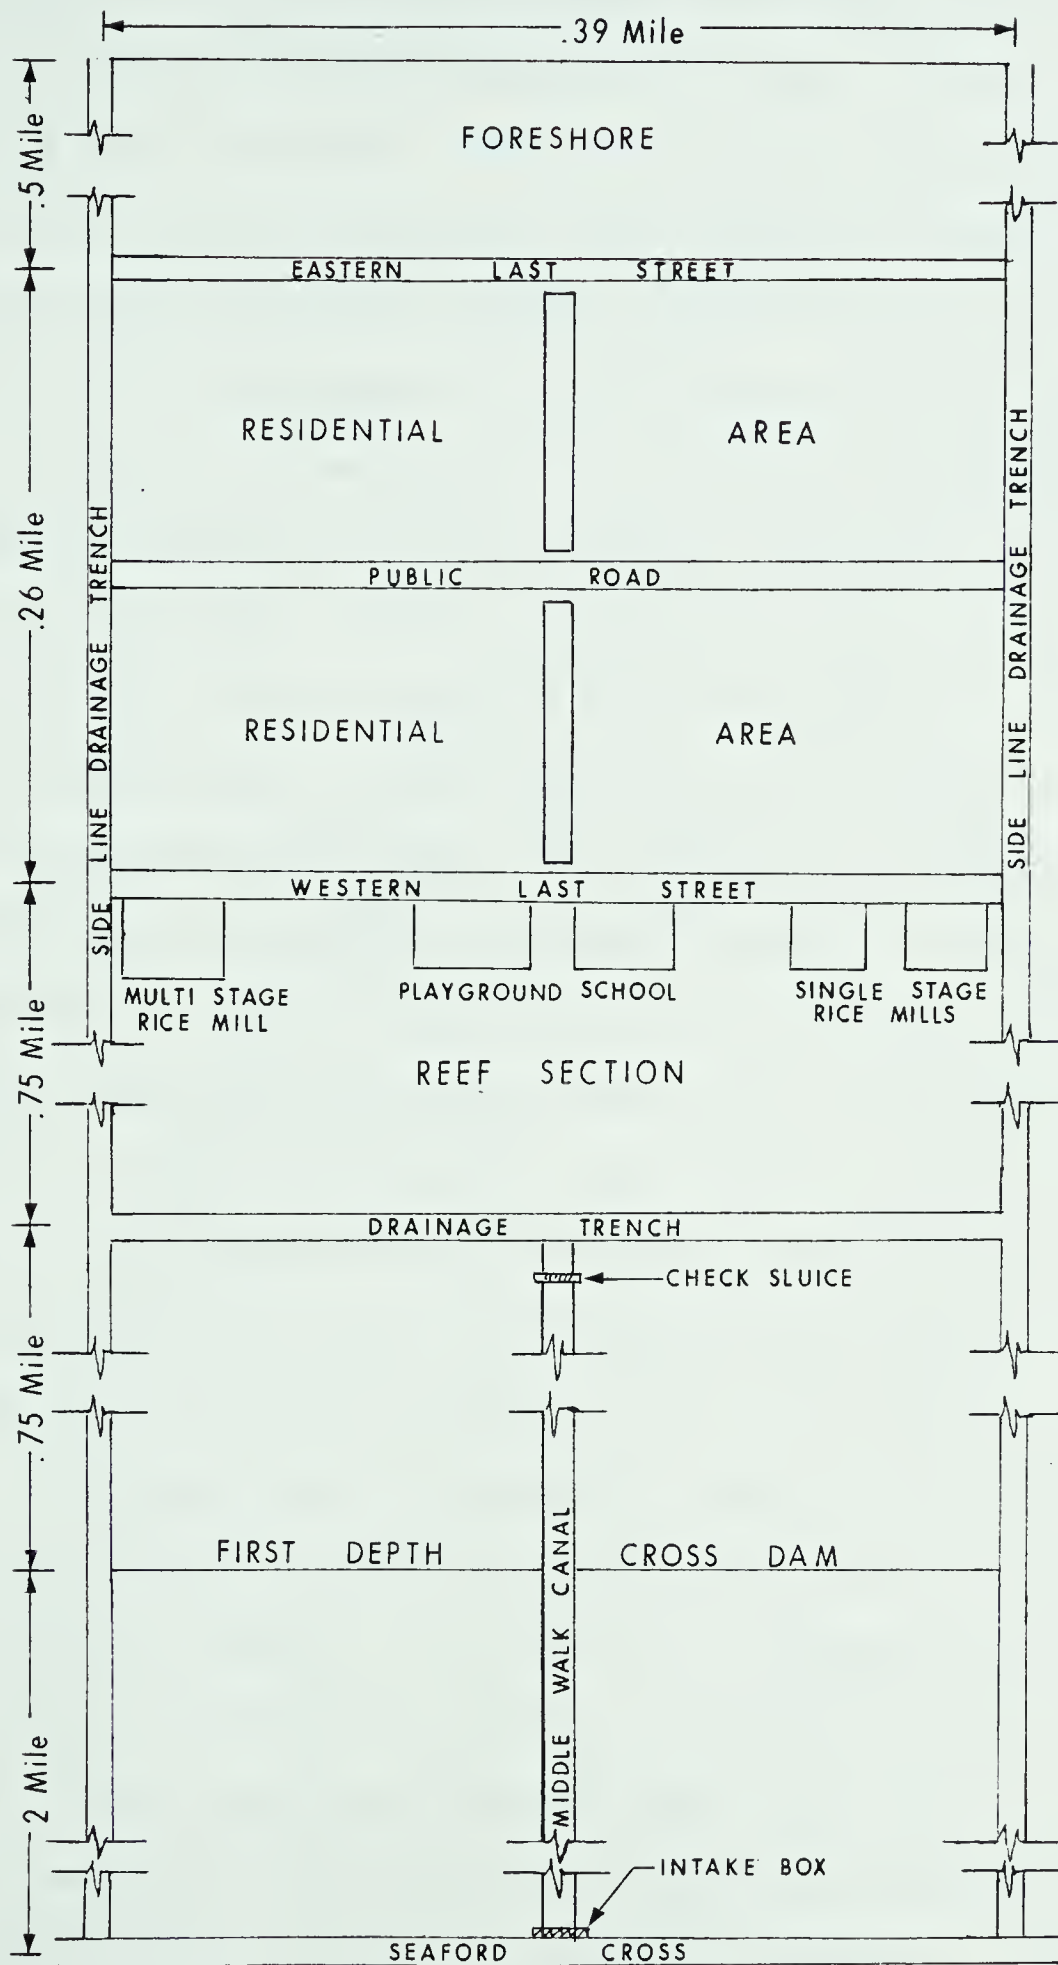 .39 Mile
.5 Mile
FORESHORE
EASTERN LAST STREET
.26 Mile
RESIDENTIAL AREA
SIDE LINE DRAINAGE TRENCH
SIDE LINE DRAINAGE TRENCH
PUBLIC ROAD
RESIDENTIAL AREA
WESTERN LAST STREET
.75 Mile
MULTI STAGE
RICE MILL
PLAYGROUND
SCHOOL
SINGLE STAGE
RICE MILLS
REEF SECTION
DRAINAGE TRENCH
CHECK SLUICE
.75 Mile
FIRST DEPTH CROSS DAM
MIDDLE WALK CANAL
2 Mile
INTAKE BOX
SEAFORD CROSS